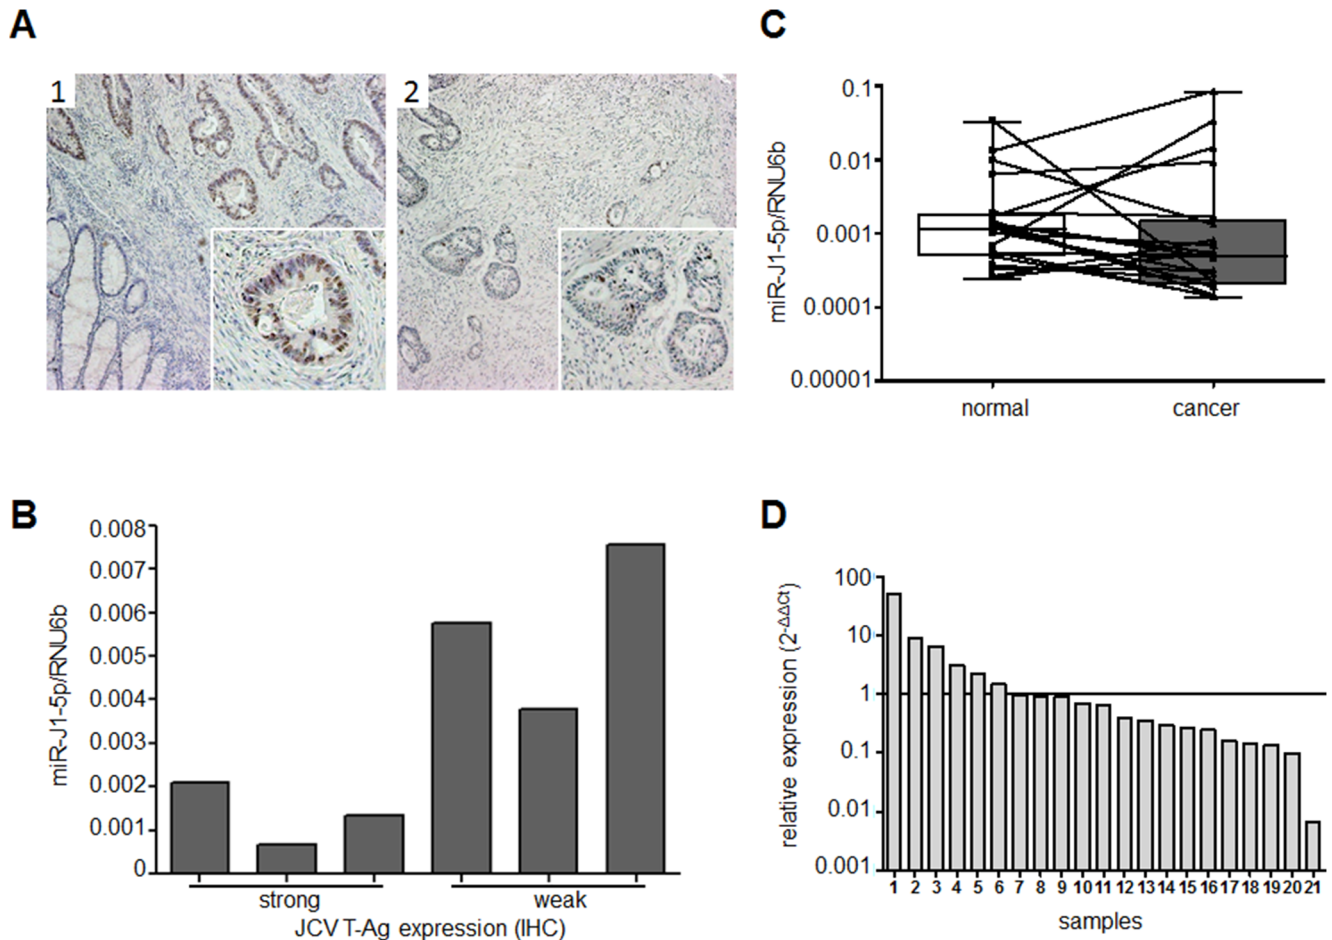 A
1
2
B
miR-J1-5p/RNU6b
0.008
0.007
0.006
0.005
0.004
0.003
0.002
0.001
0
strong
weak
JCV T-Ag expression (IHC)
C
miR-J1-5p/RNU6b
0.1
0.01
0.001
0.0001
0.00001
normal
cancer
D
relative expression (2-ΔΔCt)
100
10
1
0.1
0.01
0.001
1 2 3 4 5 6 7 8 9 10 11 12 13 14 15 16 17 18 19 20 21
samples